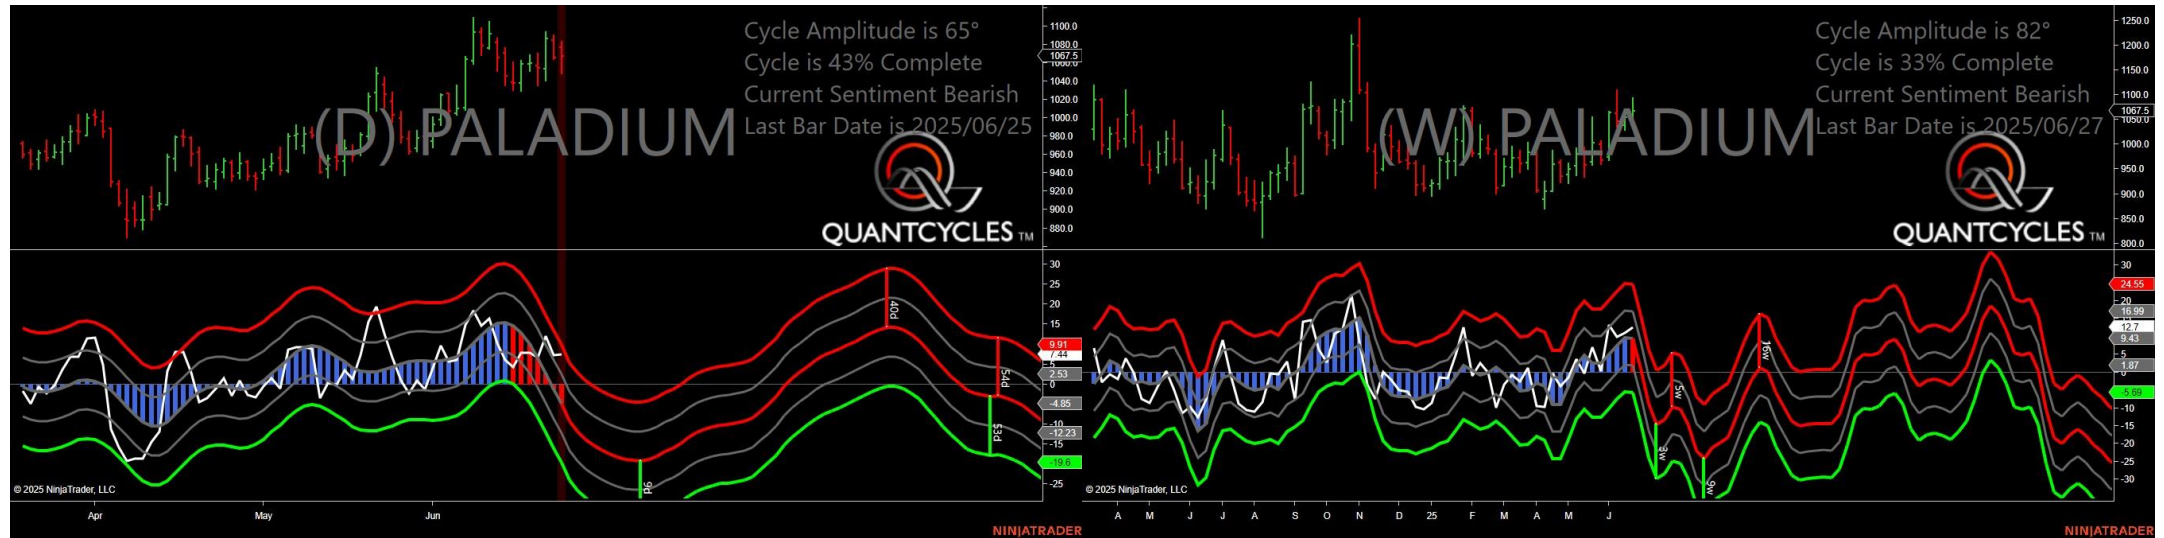 Cycle Amplitude is 65°
Cycle is 43% Complete
Current Sentiment Bearish
Last Bar Date is 2025/06/25
(D) PALADIUM
QUANTCYCLES TM
1100.0
1080.0
1067.5
1060.0
1040.0
1020.0
1000.0
980.0
960.0
940.0
920.0
900.0
880.0
40d
54d
53d
9d
30
25
20
15
9.91
7.44
5
2.53
0
-4.85
-10
-12.23
-15
-19.6
-25
© 2025 NinjaTrader, LLC
Apr
May
Jun
NINJATRADER
Cycle Amplitude is 82°
Cycle is 33% Complete
Current Sentiment Bearish
Last Bar Date is 2025/06/27
(W) PALADIUM
QUANTCYCLES TM
1250.0
1200.0
1150.0
1100.0
1067.5
1050.0
1000.0
950.0
900.0
850.0
800.0
5w
16w
3w
9w
30
24.55
20
16.99
12.7
9.43
5
1.87
-5.69
-10
-15
-20
-25
-30
© 2025 NinjaTrader, LLC
A M J J A S O N D 25 F M A M J
NINJATRADER